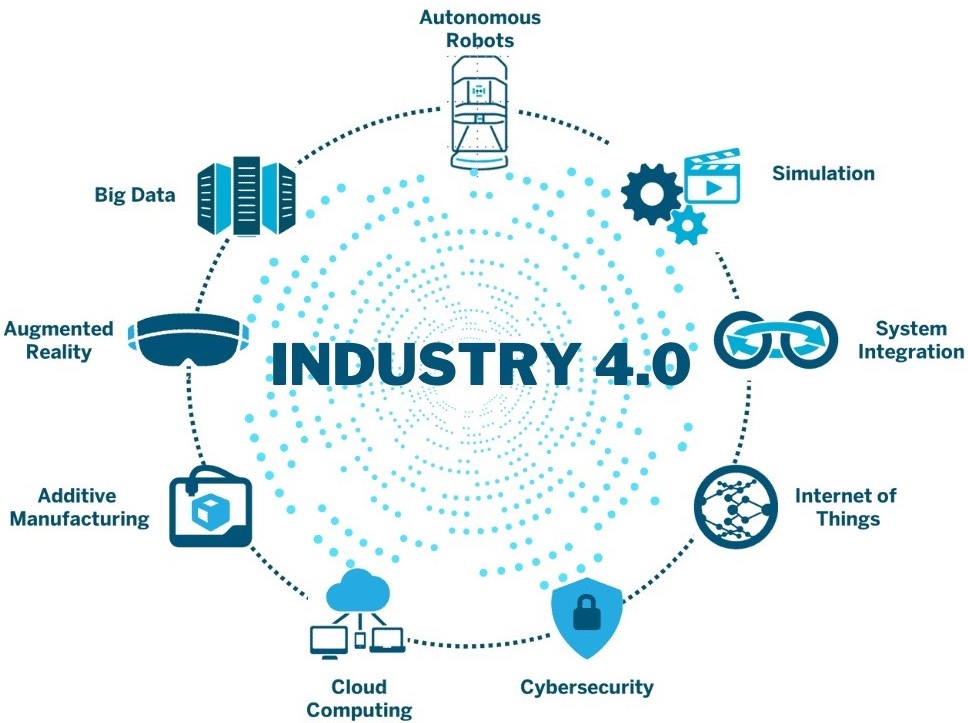 Autonomous
Robots
Simulation
Big Data
Augmented
Reality
INDUSTRY 4.0
System
Integration
Additive
Manufacturing
Internet of
Things
Cloud
Computing
Cybersecurity